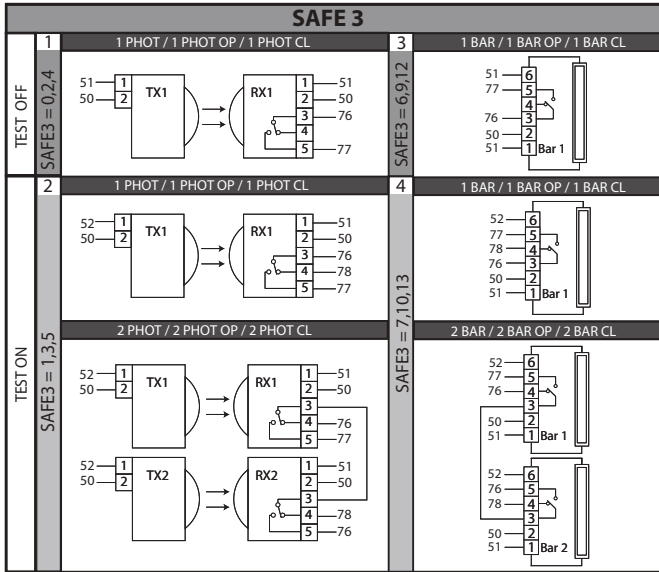 SAFE 3
TEST OFF
1
1 PHOT / 1 PHOT OP / 1 PHOT CL
SAFE3 = 0,2,4
51 1
50 2
TX1
RX1
1 51
2 50
3 76
4
5 77
3
1 BAR / 1 BAR OP / 1 BAR CL
SAFE3 = 6,9,12
51 6
77 5
4
76 3
50 2
51 1 Bar 1
TEST ON
2
1 PHOT / 1 PHOT OP / 1 PHOT CL
SAFE3 = 1,3,5
52 1
50 2
TX1
RX1
1 51
2 50
3 76
4 78
5 77
2 PHOT / 2 PHOT OP / 2 PHOT CL
52 1
50 2
TX1
RX1
1 51
2 50
3
4 76
5 77
52 1
50 2
TX2
RX2
1 51
2 50
3
4 78
5 76
4
1 BAR / 1 BAR OP / 1 BAR CL
SAFE3 = 7,10,13
52 6
77 5
78 4
76 3
50 2
51 1 Bar 1
2 BAR / 2 BAR OP / 2 BAR CL
52 6
77 5
76 4
3
50 2
51 1 Bar 1
52 6
76 5
78 4
3
50 2
51 1 Bar 2